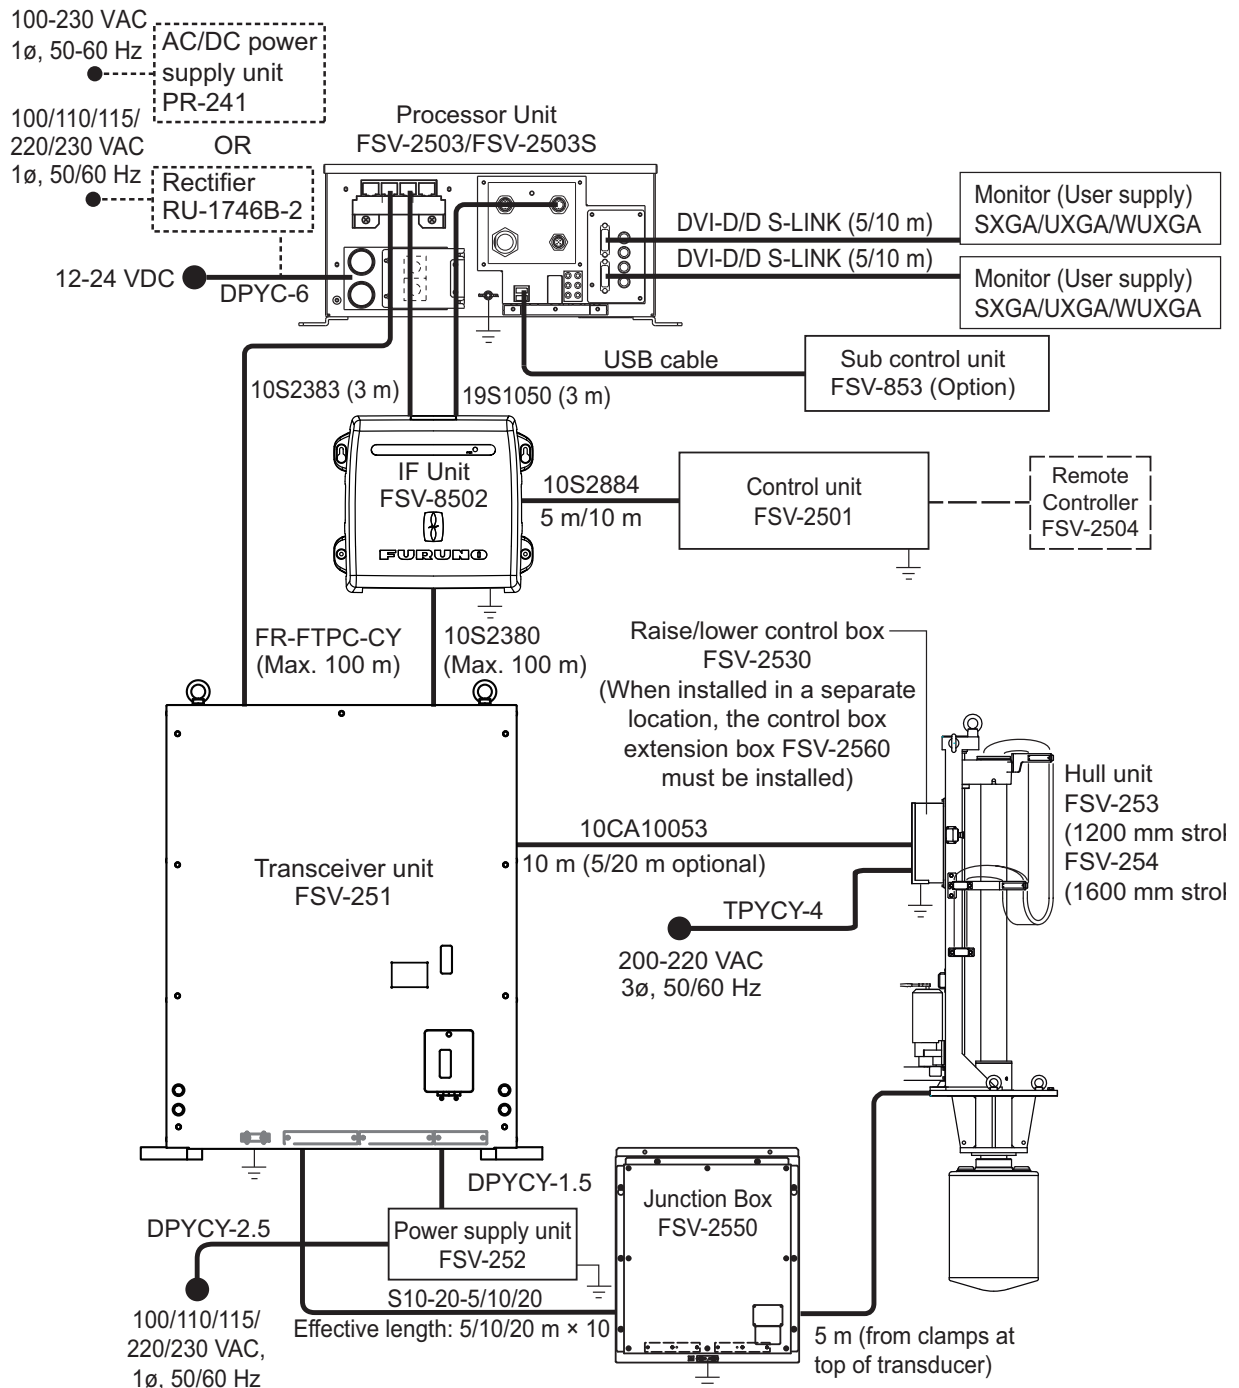 100-230 VAC
1ø, 50-60 Hz
AC/DC power
supply unit
PR-241
100/110/115/
220/230 VAC
1ø, 50/60 Hz
OR
Rectifier
RU-1746B-2
12-24 VDC
DPYC-6
Processor Unit
FSV-2503/FSV-2503S
DVI-D/D S-LINK (5/10 m)
Monitor (User supply)
SXGA/UXGA/WUXGA
DVI-D/D S-LINK (5/10 m)
Monitor (User supply)
SXGA/UXGA/WUXGA
USB cable
Sub control unit
FSV-853 (Option)
10S2383 (3 m)
19S1050 (3 m)
IF Unit
FSV-8502
FURUNO
10S2884
5 m/10 m
Control unit
FSV-2501
Remote
Controller
FSV-2504
FR-FTPC-CY
(Max. 100 m)
10S2380
(Max. 100 m)
Raise/lower control box
FSV-2530
(When installed in a separate
location, the control box
extension box FSV-2560
must be installed)
Hull unit
FSV-253
(1200 mm strol
FSV-254
(1600 mm strol
10CA10053
10 m (5/20 m optional)
Transceiver unit
FSV-251
TPYCY-4
200-220 VAC
3ø, 50/60 Hz
DPYCY-1.5
DPYCY-2.5
Power supply unit
FSV-252
Junction Box
FSV-2550
S10-20-5/10/20
Effective length: 5/10/20 m × 10
100/110/115/
220/230 VAC,
1ø, 50/60 Hz
5 m (from clamps at
top of transducer)